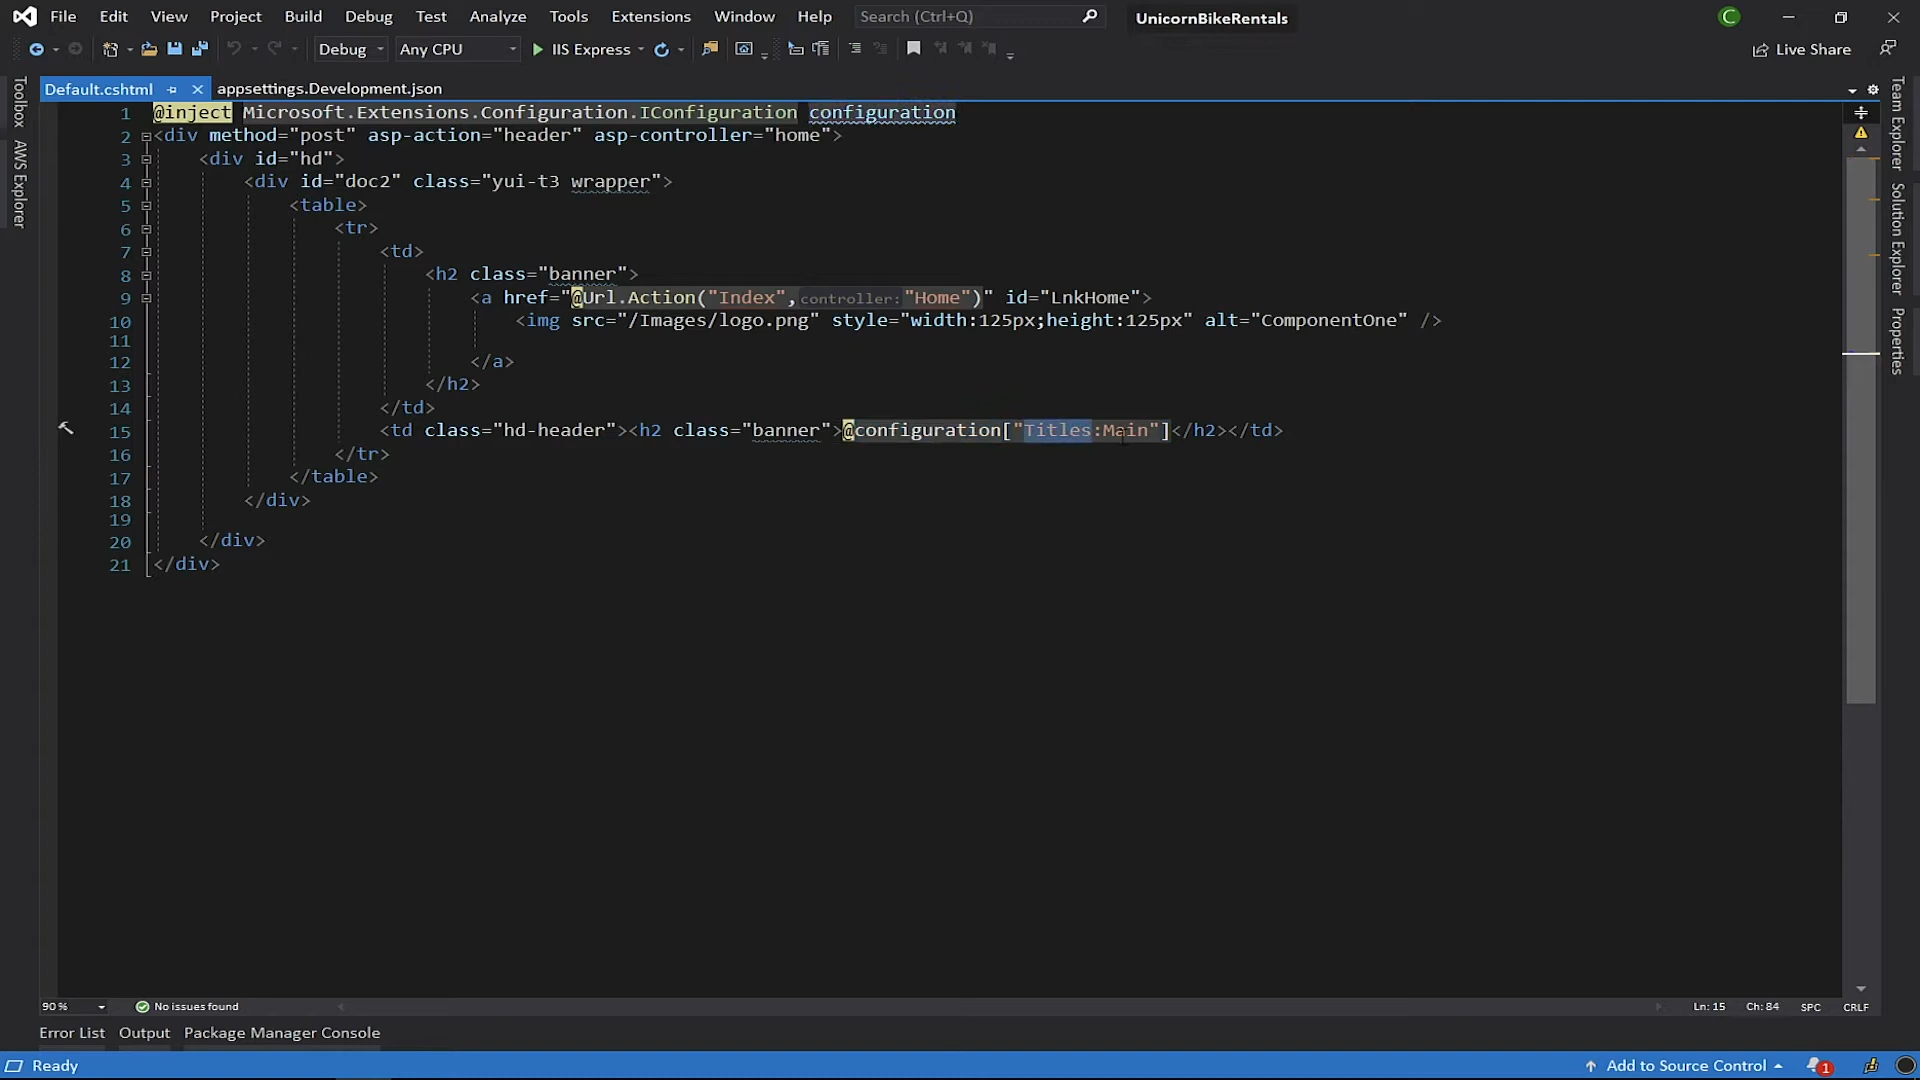 File Edit View Project Build Debug Test Analyze Tools Extensions Window Help Search (Ctrl+Q) UnicornBikeRentals C
Debug Any CPU IIS Express Live Share
Default.cshtml appsettings.Development.json
Toolbox
AWS Explorer
1 @inject Microsoft.Extensions.Configuration.IConfiguration configuration
2 <div method="post" asp-action="header" asp-controller="home">
3 <div id="hd">
4 <div id="doc2" class="yui-t3 wrapper">
5 <table>
6 <tr>
7 <td>
8 <h2 class="banner">
9 <a href="@Url.Action("Index",controller:"Home")" id="LnkHome">
10 <img src="/Images/logo.png" style="width:125px;height:125px" alt="ComponentOne" />
11
12 </a>
13 </h2>
14 </td>
15 <td class="hd-header"><h2 class="banner">@configuration["Titles:Main"]</h2></td>
16 </tr>
17 </table>
18 </div>
19
20 </div>
21 </div>
Team Explorer
Solution Explorer
Properties
90 % No issues found Ln: 15 Ch: 84 SPC CRLF
Error List Output Package Manager Console
Ready Add to Source Control 1